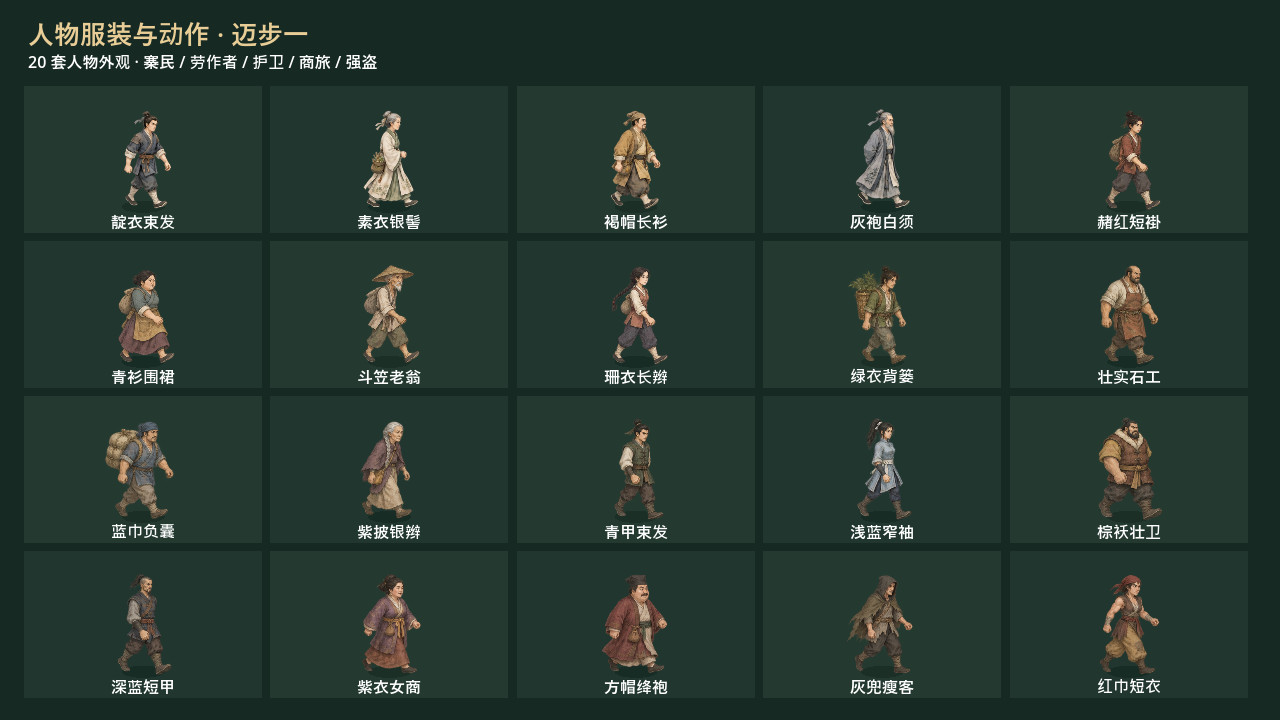 人物服装与动作 · 迈步一
20 套人物外观 · 寨民 / 劳作者 / 护卫 / 商旅 / 强盗
靛衣束发
素衣银髻
褐帽长衫
灰袍白须
赭红短褂
青衫围裙
斗笠老翁
珊衣长辫
绿衣背篓
壮实石工
蓝巾负囊
紫披银辫
青甲束发
浅蓝窄袖
棕袄壮卫
深蓝短甲
紫衣女商
方帽绛袍
灰兜瘦客
红巾短衣